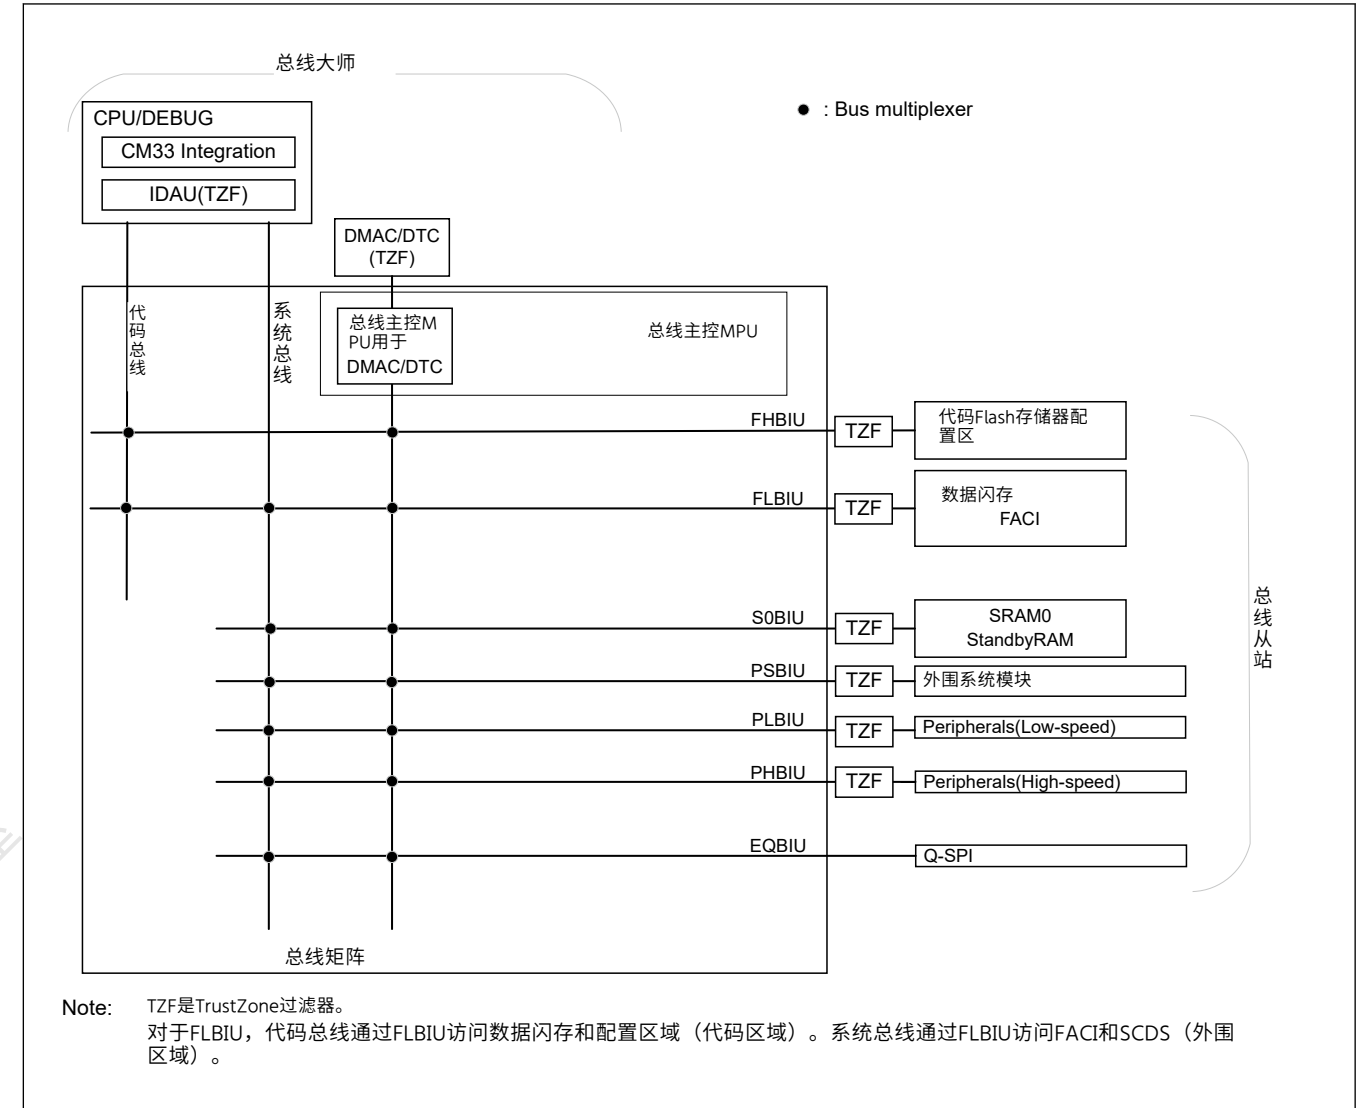 总线大师
CPU/DEBUG
CM33 Integration
IDAU(TZF)
● : Bus multiplexer
DMAC/DTC
(TZF)
代码总线
系统总线
总线主控M
PU用于
DMAC/DTC
总线主控MPU
FHBIU
TZF
代码Flash存储器配
置区
FLBIU
TZF
数据闪存
FACI
S0BIU
TZF
SRAM0
StandbyRAM
PSBIU
TZF
外围系统模块
PLBIU
TZF
Peripherals(Low-speed)
PHBIU
TZF
Peripherals(High-speed)
EQBIU
Q-SPI
总线从站
总线矩阵
Note: TZF是TrustZone过滤器。
对于FLBIU，代码总线通过FLBIU访问数据闪存和配置区域（代码区域）。系统总线通过FLBIU访问FACI和SCDS（外围
区域）。